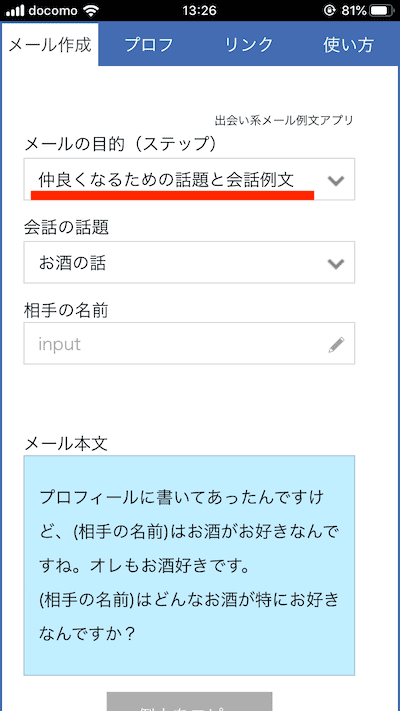 docomo 13:26 81%
メール作成 プロフ リンク 使い方
出会い系メール例文アプリ
メールの目的（ステップ）
仲良くなるための話題と会話例文
会話の話題
お酒の話
相手の名前
input
メール本文
プロフィールに書いてあったんですけ
ど、(相手の名前)はお酒がお好きなんで
すね。オレもお酒好きです。
(相手の名前)はどんなお酒が特にお好き
なんですか？